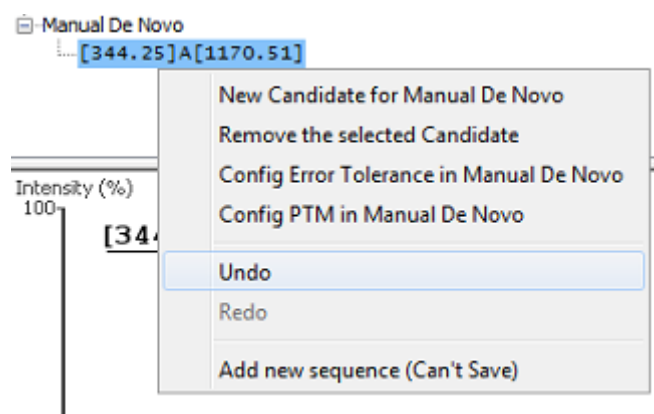 Manual De Novo
[344.25]A[1170.51]
New Candidate for Manual De Novo
Remove the selected Candidate
Config Error Tolerance in Manual De Novo
Config PTM in Manual De Novo
Intensity (%)
100
[344
Undo
Redo
Add new sequence (Can't Save)